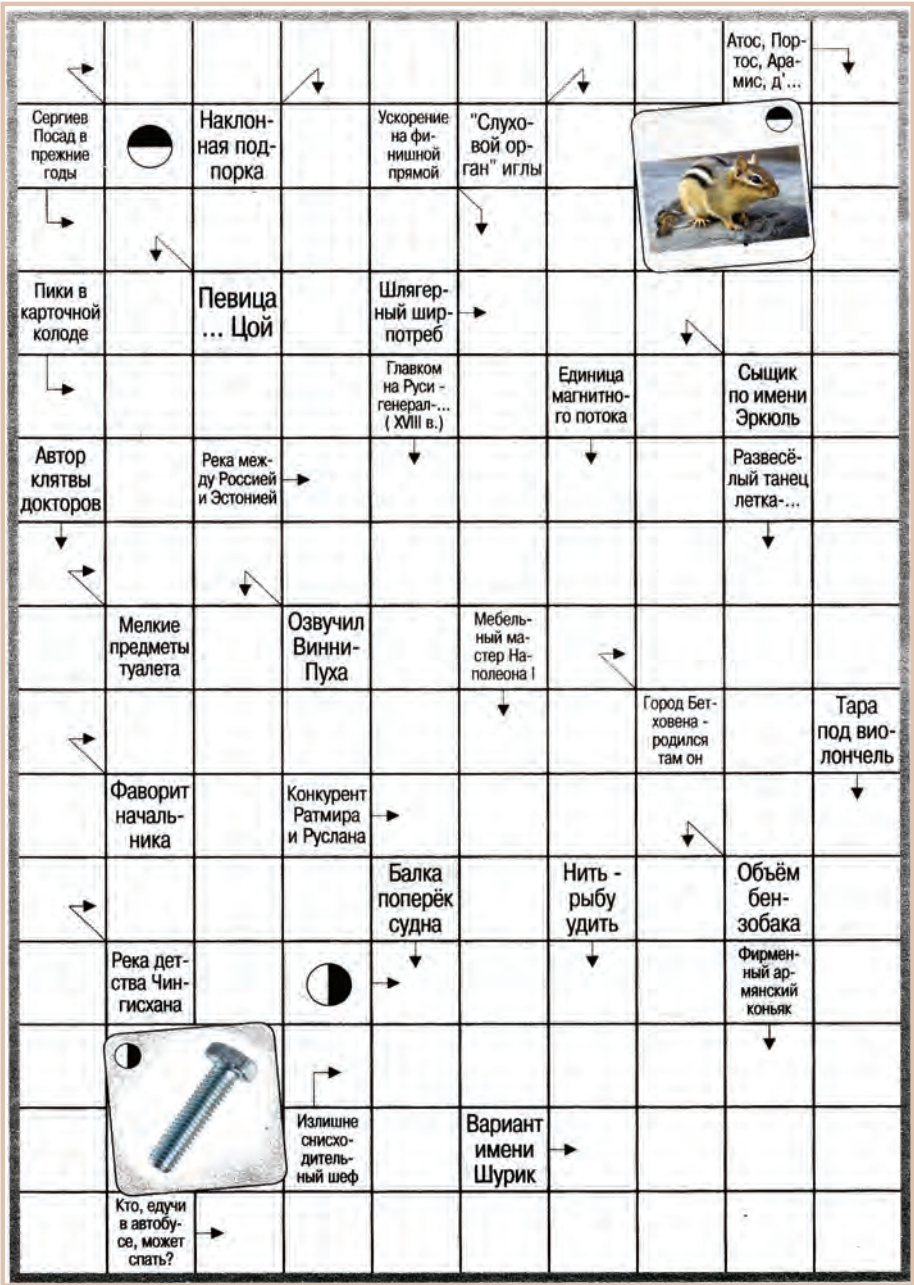 Атос, Пор-
тос, Ара-
мис, д'...
Сергиев
Посад в
прежние
годы
Наклон-
ная под-
порка
Ускорение
на фи-
нишной
прямой
"Слухо-
вой ор-
ган" иглы
Пики в
карточной
колоде
Певица
... Цой
Шлягер-
ный шир-
потреб
Главком
на Руси -
генерал-...
( XVIII в.)
Единица
магнитно-
го потока
Сыщик
по имени
Эркюль
Автор
клятвы
докторов
Река меж-
ду Россией
и Эстонией
Развесё-
лый танец
летка-...
Мелкие
предметы
туалета
Озвучил
Винни-
Пуха
Мебель-
ный ма-
стер На-
полеона I
Город Бет-
ховена -
родился
там он
Тара
под вио-
лончель
Фаворит
началь-
ника
Конкурент
Ратмира
и Руслана
Балка
поперёк
судна
Нить -
рыбу
удить
Объём
бен-
зобака
Река дет-
ства Чин-
гисхана
Фирмен-
ный ар-
мянский
коньяк
Излишне
снисхо-
дитель-
ный шеф
Вариант
имени
Шурик
Кто, едучи
в автобу-
се, может
спать?